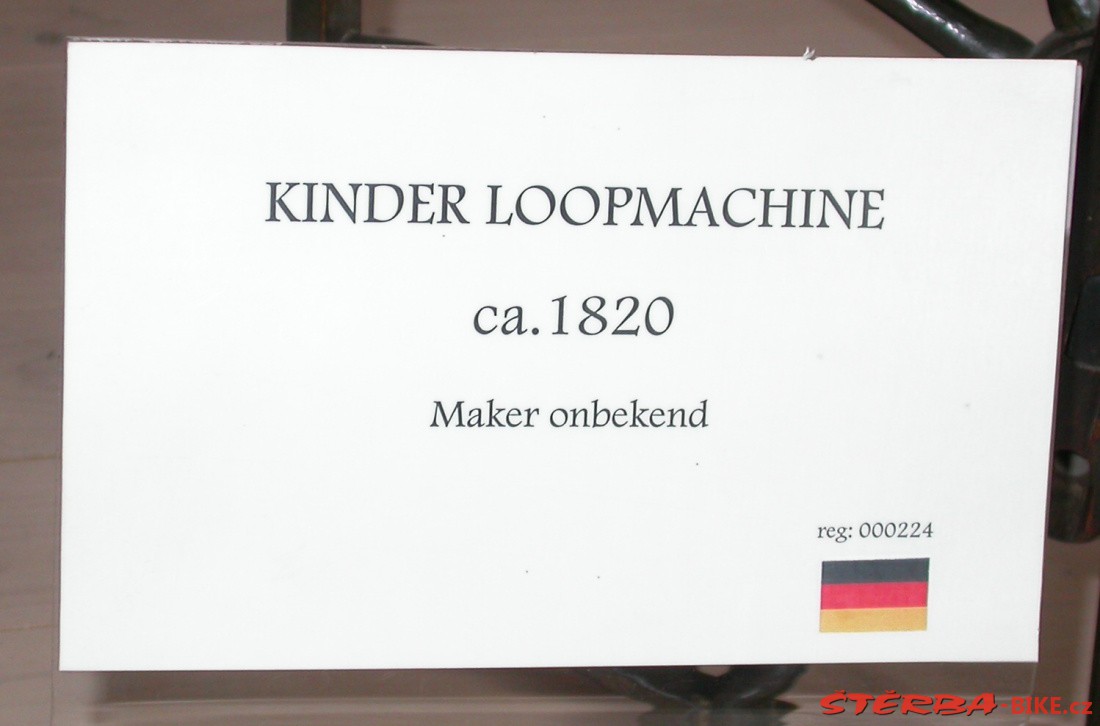 KINDER LOOPMACHINE
ca.1820
Maker onbekend
reg: 000224
ŠTĚRBA-BIKE.cz